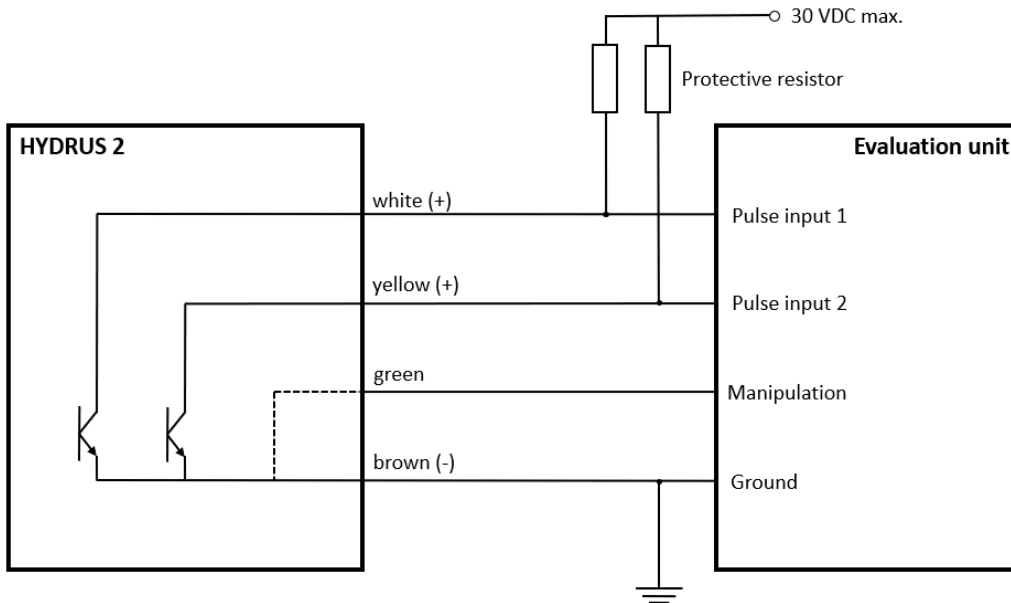 30 VDC max.
Protective resistor
HYDRUS 2
Evaluation unit
white (+)
Pulse input 1
yellow (+)
Pulse input 2
green
Manipulation
brown (-)
Ground